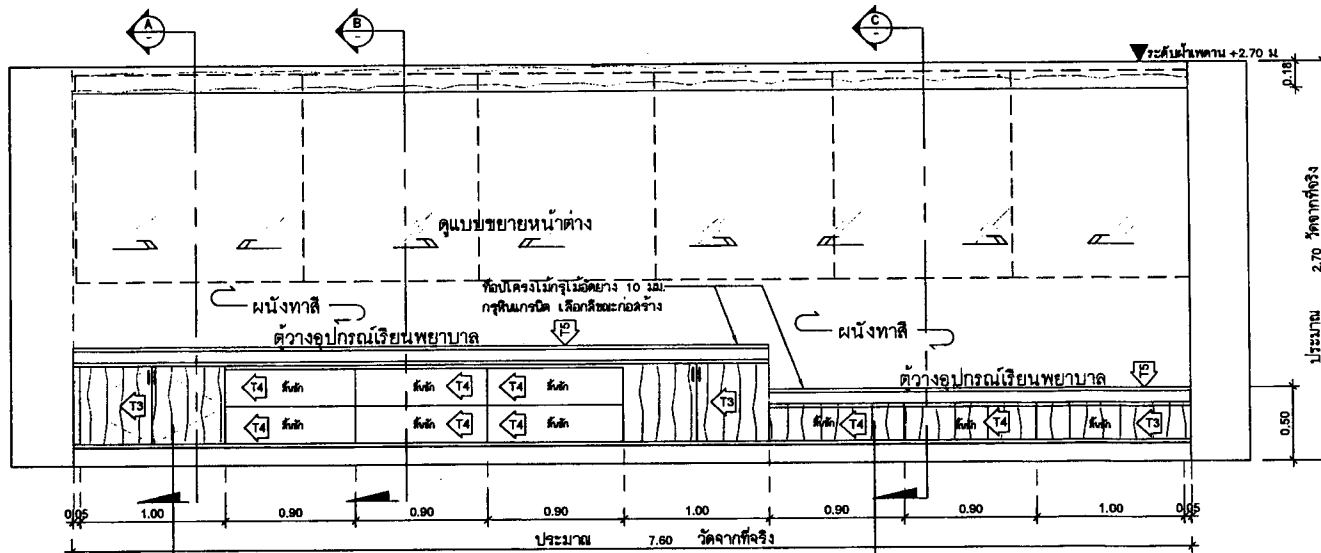 A
B
C
ระดับฝ้าเพดาน +2.70 ม
0.18
ดูแบบขยายหน้าต่าง
2.70 วัดจากที่จริง
ประมาณ
ท็อปโครงไม้กรุไม้อัดยาง 10 มม.
กรุหินแกรนิต เลือกสีขณะก่อสร้าง
ผนังทาสี
ผนังทาสี
ตู้วางอุปกรณ์เรียนพยาบาล
T5
ตู้วางอุปกรณ์เรียนพยาบาล
T5
T3
T4 ลิ้นชัก
ลิ้นชัก T4
T4 ลิ้นชัก
T3
T4 ลิ้นชัก
ลิ้นชัก T4
T4 ลิ้นชัก
ลิ้นชัก T4
ลิ้นชัก T4
ลิ้นชัก T3
0.50
0.05 1.00 0.90 0.90 0.90 1.00 0.90 0.90 1.00 0.05
ประมาณ 7.60 วัดจากที่จริง